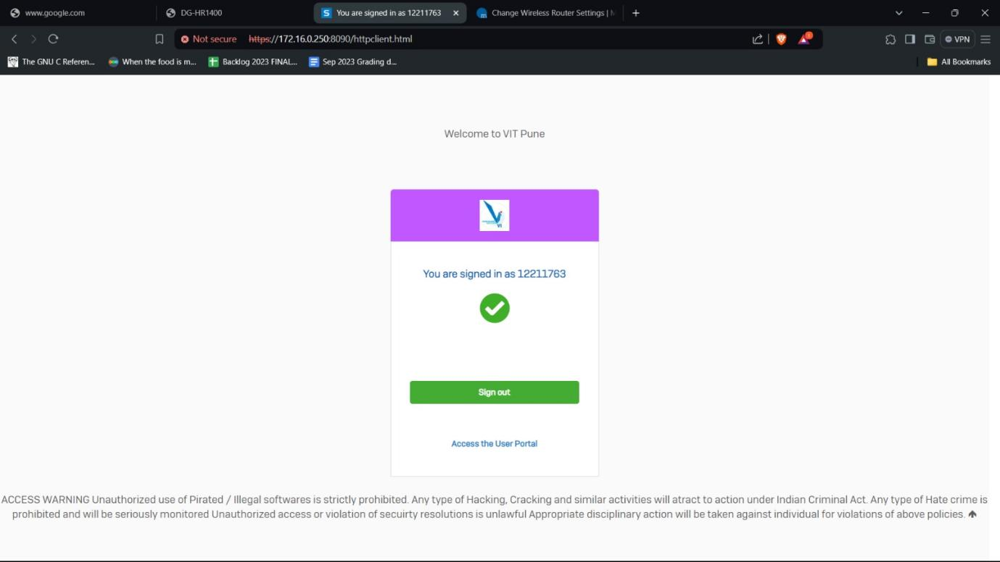 www.google.com
DG-HR1400
You are signed in as 12211763
Change Wireless Router Settings | M
Not secure https://172.16.0.250:8090/httpclient.html
VPN
The GNU C Referen...
When the food is m...
Backlog 2023 FINAL...
Sep 2023 Grading d...
All Bookmarks
Welcome to VIT Pune
VI
You are signed in as 12211763
Sign out
Access the User Portal
ACCESS WARNING Unauthorized use of Pirated / Illegal softwares is strictly prohibited. Any type of Hacking, Cracking and similar activities will atract to action under Indian Criminal Act. Any type of Hate crime is
prohibited and will be seriously monitored Unauthorized access or violation of secuirty resolutions is unlawful Appropriate disciplinary action will be taken against individual for violations of above policies.